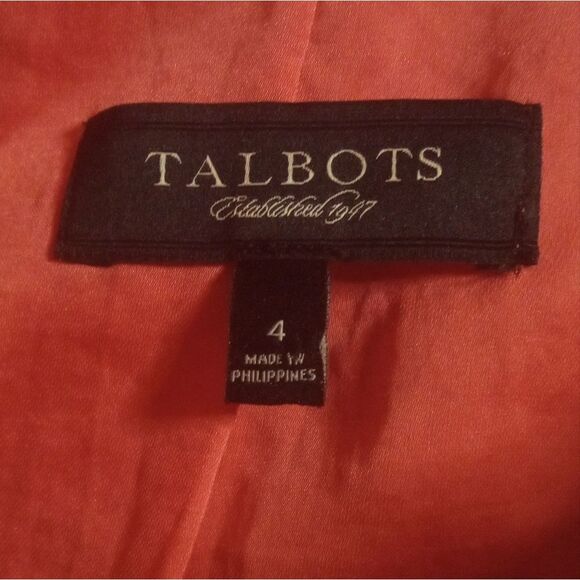 TALBOTS
Established 1947
4
MADE IN
PHILIPPINES